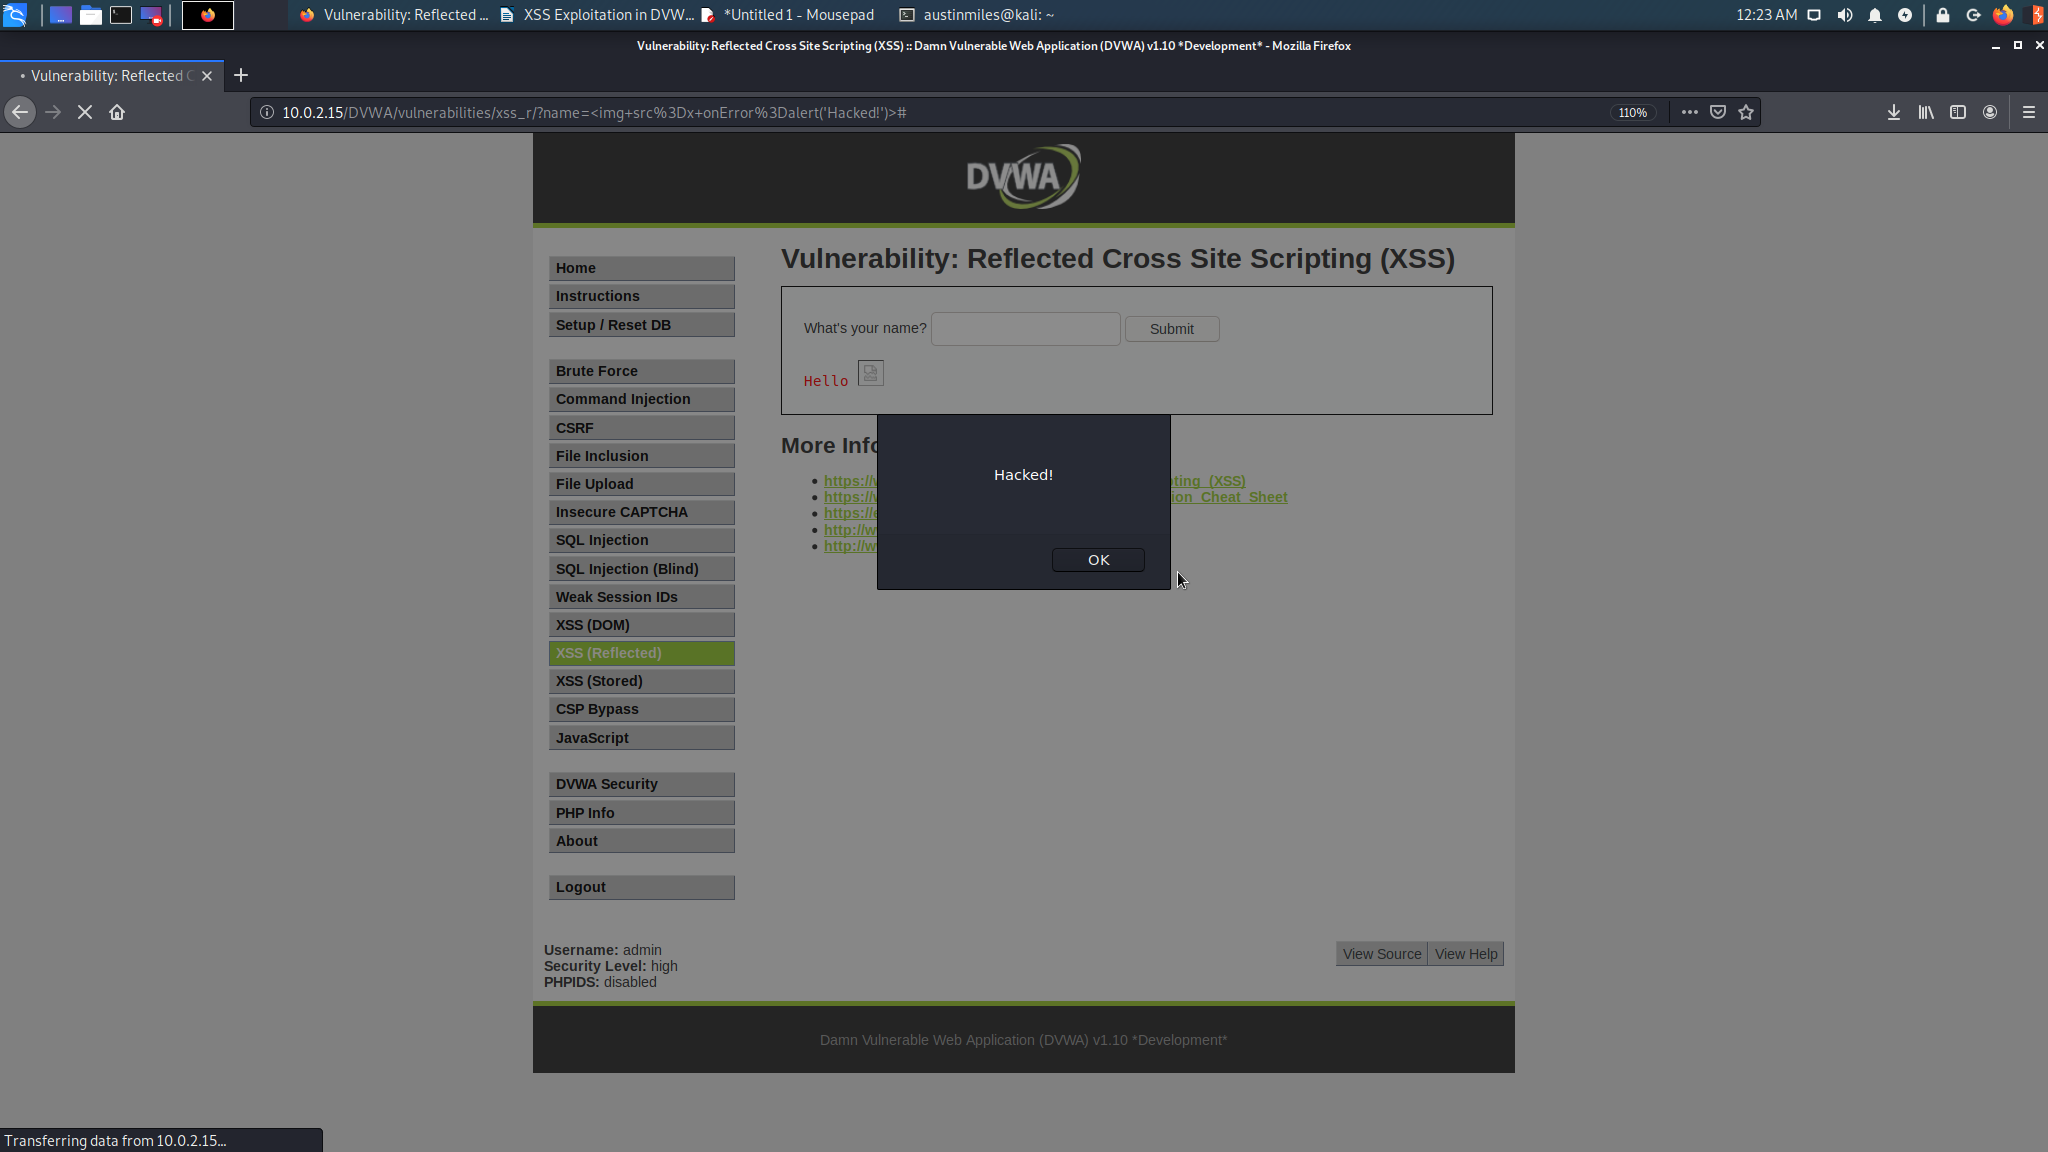 Vulnerability: Reflected ...
XSS Exploitation in DVW...
*Untitled 1 - Mousepad
austinmiles@kali: ~
12:23 AM
Vulnerability: Reflected Cross Site Scripting (XSS) :: Damn Vulnerable Web Application (DVWA) v1.10 *Development* - Mozilla Firefox
Vulnerability: Reflected C
10.0.2.15/DVWA/vulnerabilities/xss_r/?name=<img+src%3Dx+onError%3Dalert('Hacked!')>#
110%
DVWA
Home
Instructions
Setup / Reset DB
Brute Force
Command Injection
CSRF
File Inclusion
File Upload
Insecure CAPTCHA
SQL Injection
SQL Injection (Blind)
Weak Session IDs
XSS (DOM)
XSS (Reflected)
XSS (Stored)
CSP Bypass
JavaScript
DVWA Security
PHP Info
About
Logout
Vulnerability: Reflected Cross Site Scripting (XSS)
What's your name?
Submit
Hello
More Info
https://
pting_(XSS)
https://
ion_Cheat_Sheet
https://
http://
http://
Hacked!
OK
Username: admin
Security Level: high
PHPIDS: disabled
View Source
View Help
Damn Vulnerable Web Application (DVWA) v1.10 *Development*
Transferring data from 10.0.2.15...